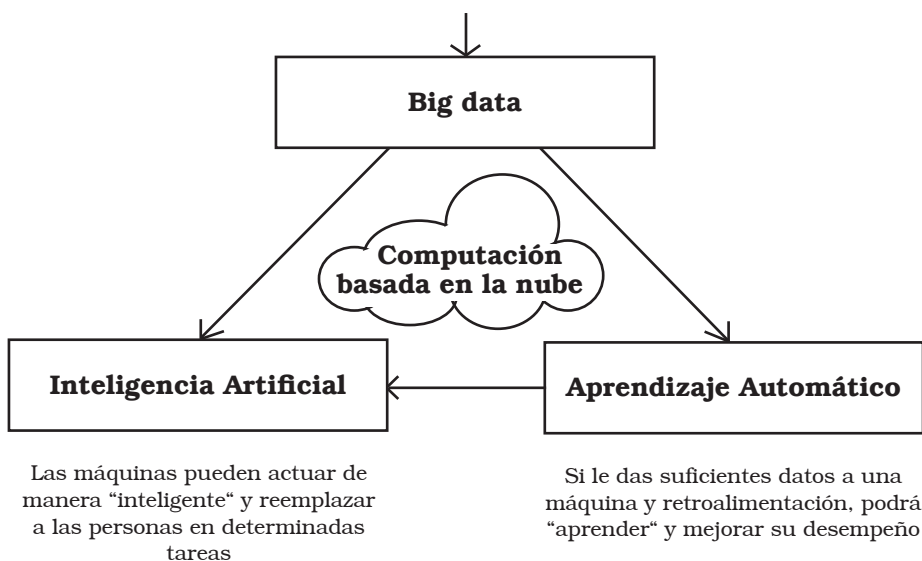 Big data
Computación
basada en la nube
Inteligencia Artificial
Aprendizaje Automático
Las máquinas pueden actuar de
manera “inteligente“ y reemplazar
a las personas en determinadas
tareas
Si le das suficientes datos a una
máquina y retroalimentación, podrá
“aprender“ y mejorar su desempeño